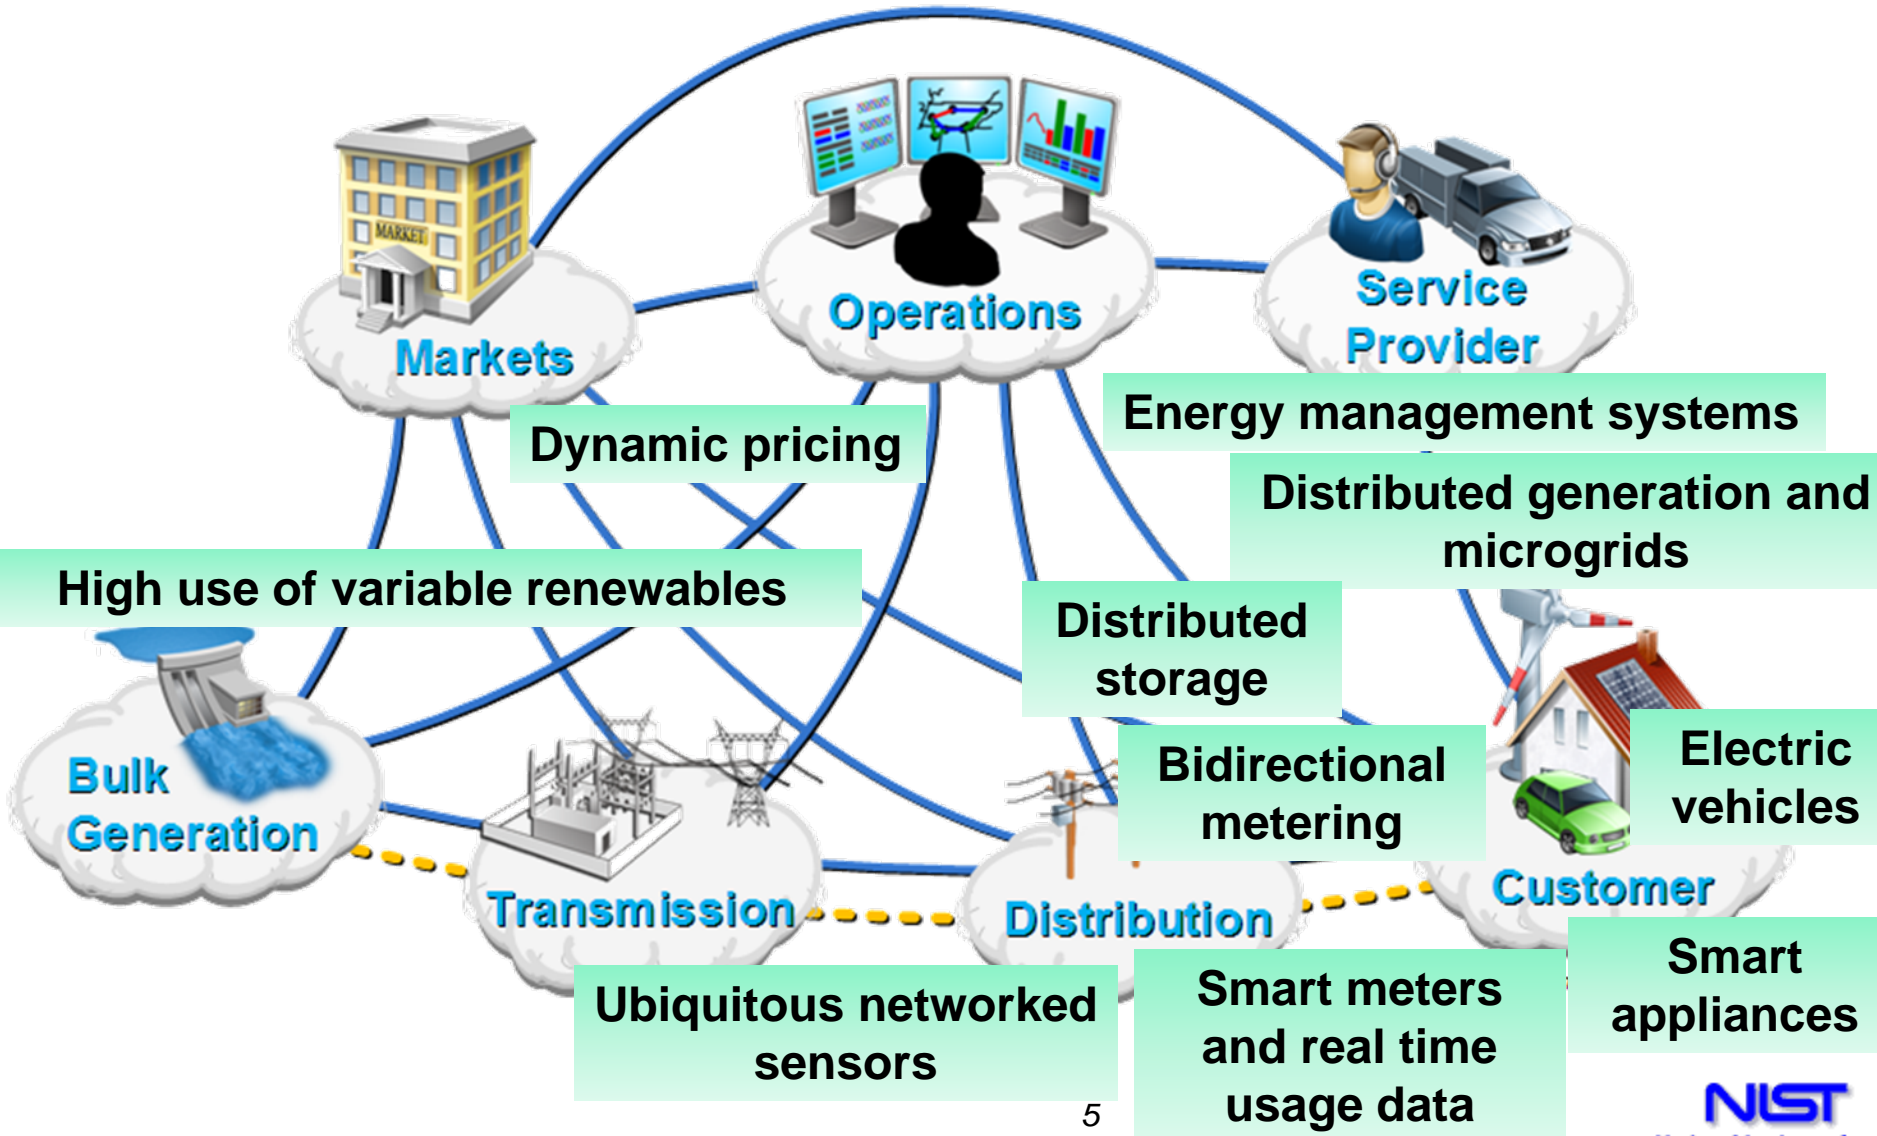 MARKET
Markets
Operations
Service
Provider
Dynamic pricing
Energy management systems
Distributed generation and
microgrids
High use of variable renewables
Distributed
storage
Bulk
Generation
Bidirectional
metering
Electric
vehicles
Transmission
Distribution
Customer
Ubiquitous networked
sensors
Smart meters
and real time
usage data
Smart
appliances
5
NIST